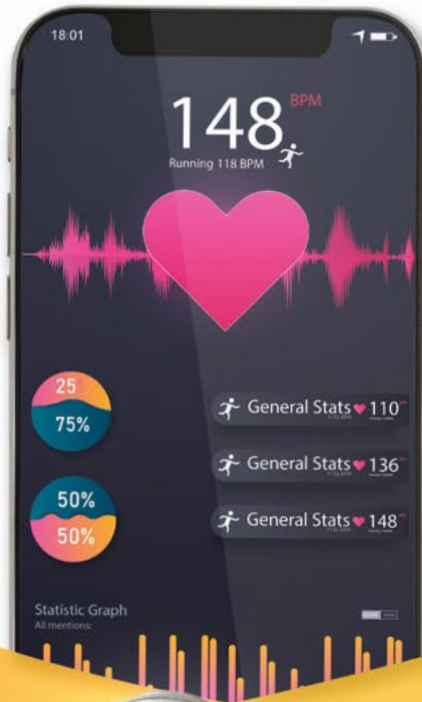 18:01
148 BPM
Running 118 BPM
25
75%
General Stats 110
General Stats 136
50%
50%
General Stats 148
Statistic Graph
All mentions: